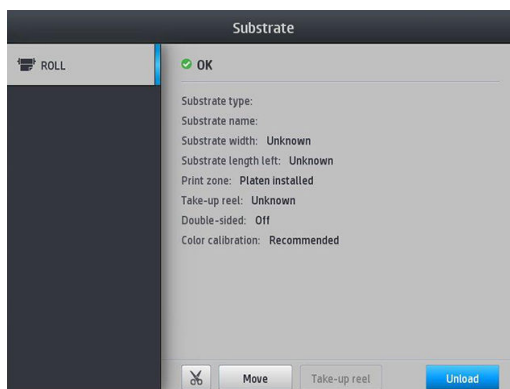 Substrate
ROLL
OK
Substrate type:
Substrate name:
Substrate width: Unknown
Substrate length left: Unknown
Print zone: Platen installed
Take-up reel: Unknown
Double-sided: Off
Color calibration: Recommended
Move Take-up reel Unload